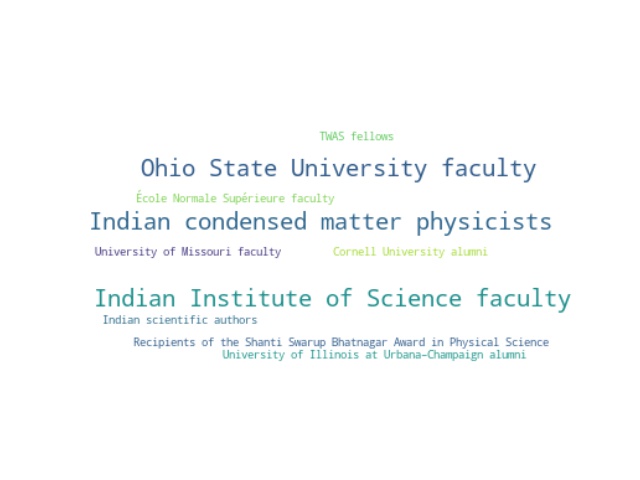 TWAS fellows
Ohio State University faculty
École Normale Supérieure faculty
Indian condensed matter physicists
University of Missouri faculty
Cornell University alumni
Indian Institute of Science faculty
Indian scientific authors
Recipients of the Shanti Swarup Bhatnagar Award in Physical Science
University of Illinois at Urbana–Champaign alumni